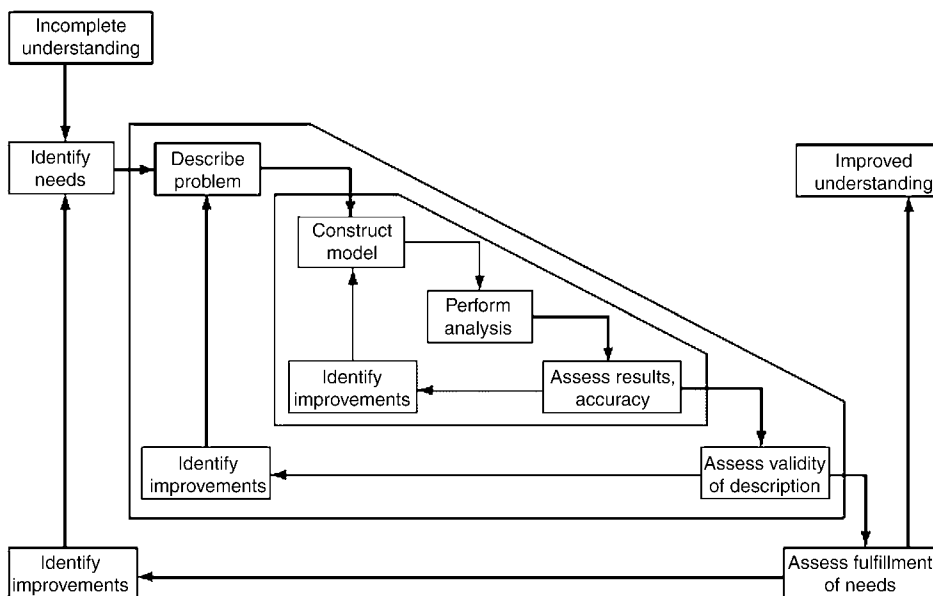 Incomplete
understanding
Identify
needs
Describe
problem
Improved
understanding
Construct
model
Perform
analysis
Identify
improvements
Assess results,
accuracy
Identify
improvements
Assess validity
of description
Identify
improvements
Assess fulfillment
of needs